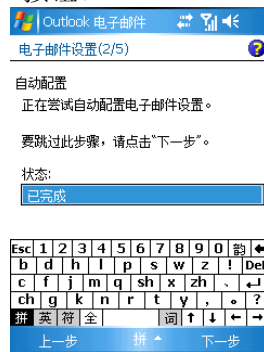 Outlook 电子邮件
电子邮件设置(2/5)
自动配置
正在尝试自动配置电子邮件设置。
要跳过此步骤，请点击"下一步"。
状态:
已完成
Esc 1 2 3 4 5 6 7 8 9 0 韵
b d h l p s w z ! Del
c f j m q sh x zh 、
ch g k n r t y , 。 ?
拼 英 符 全 词 ↑ ↓ ← →
上一步 拼 下一步